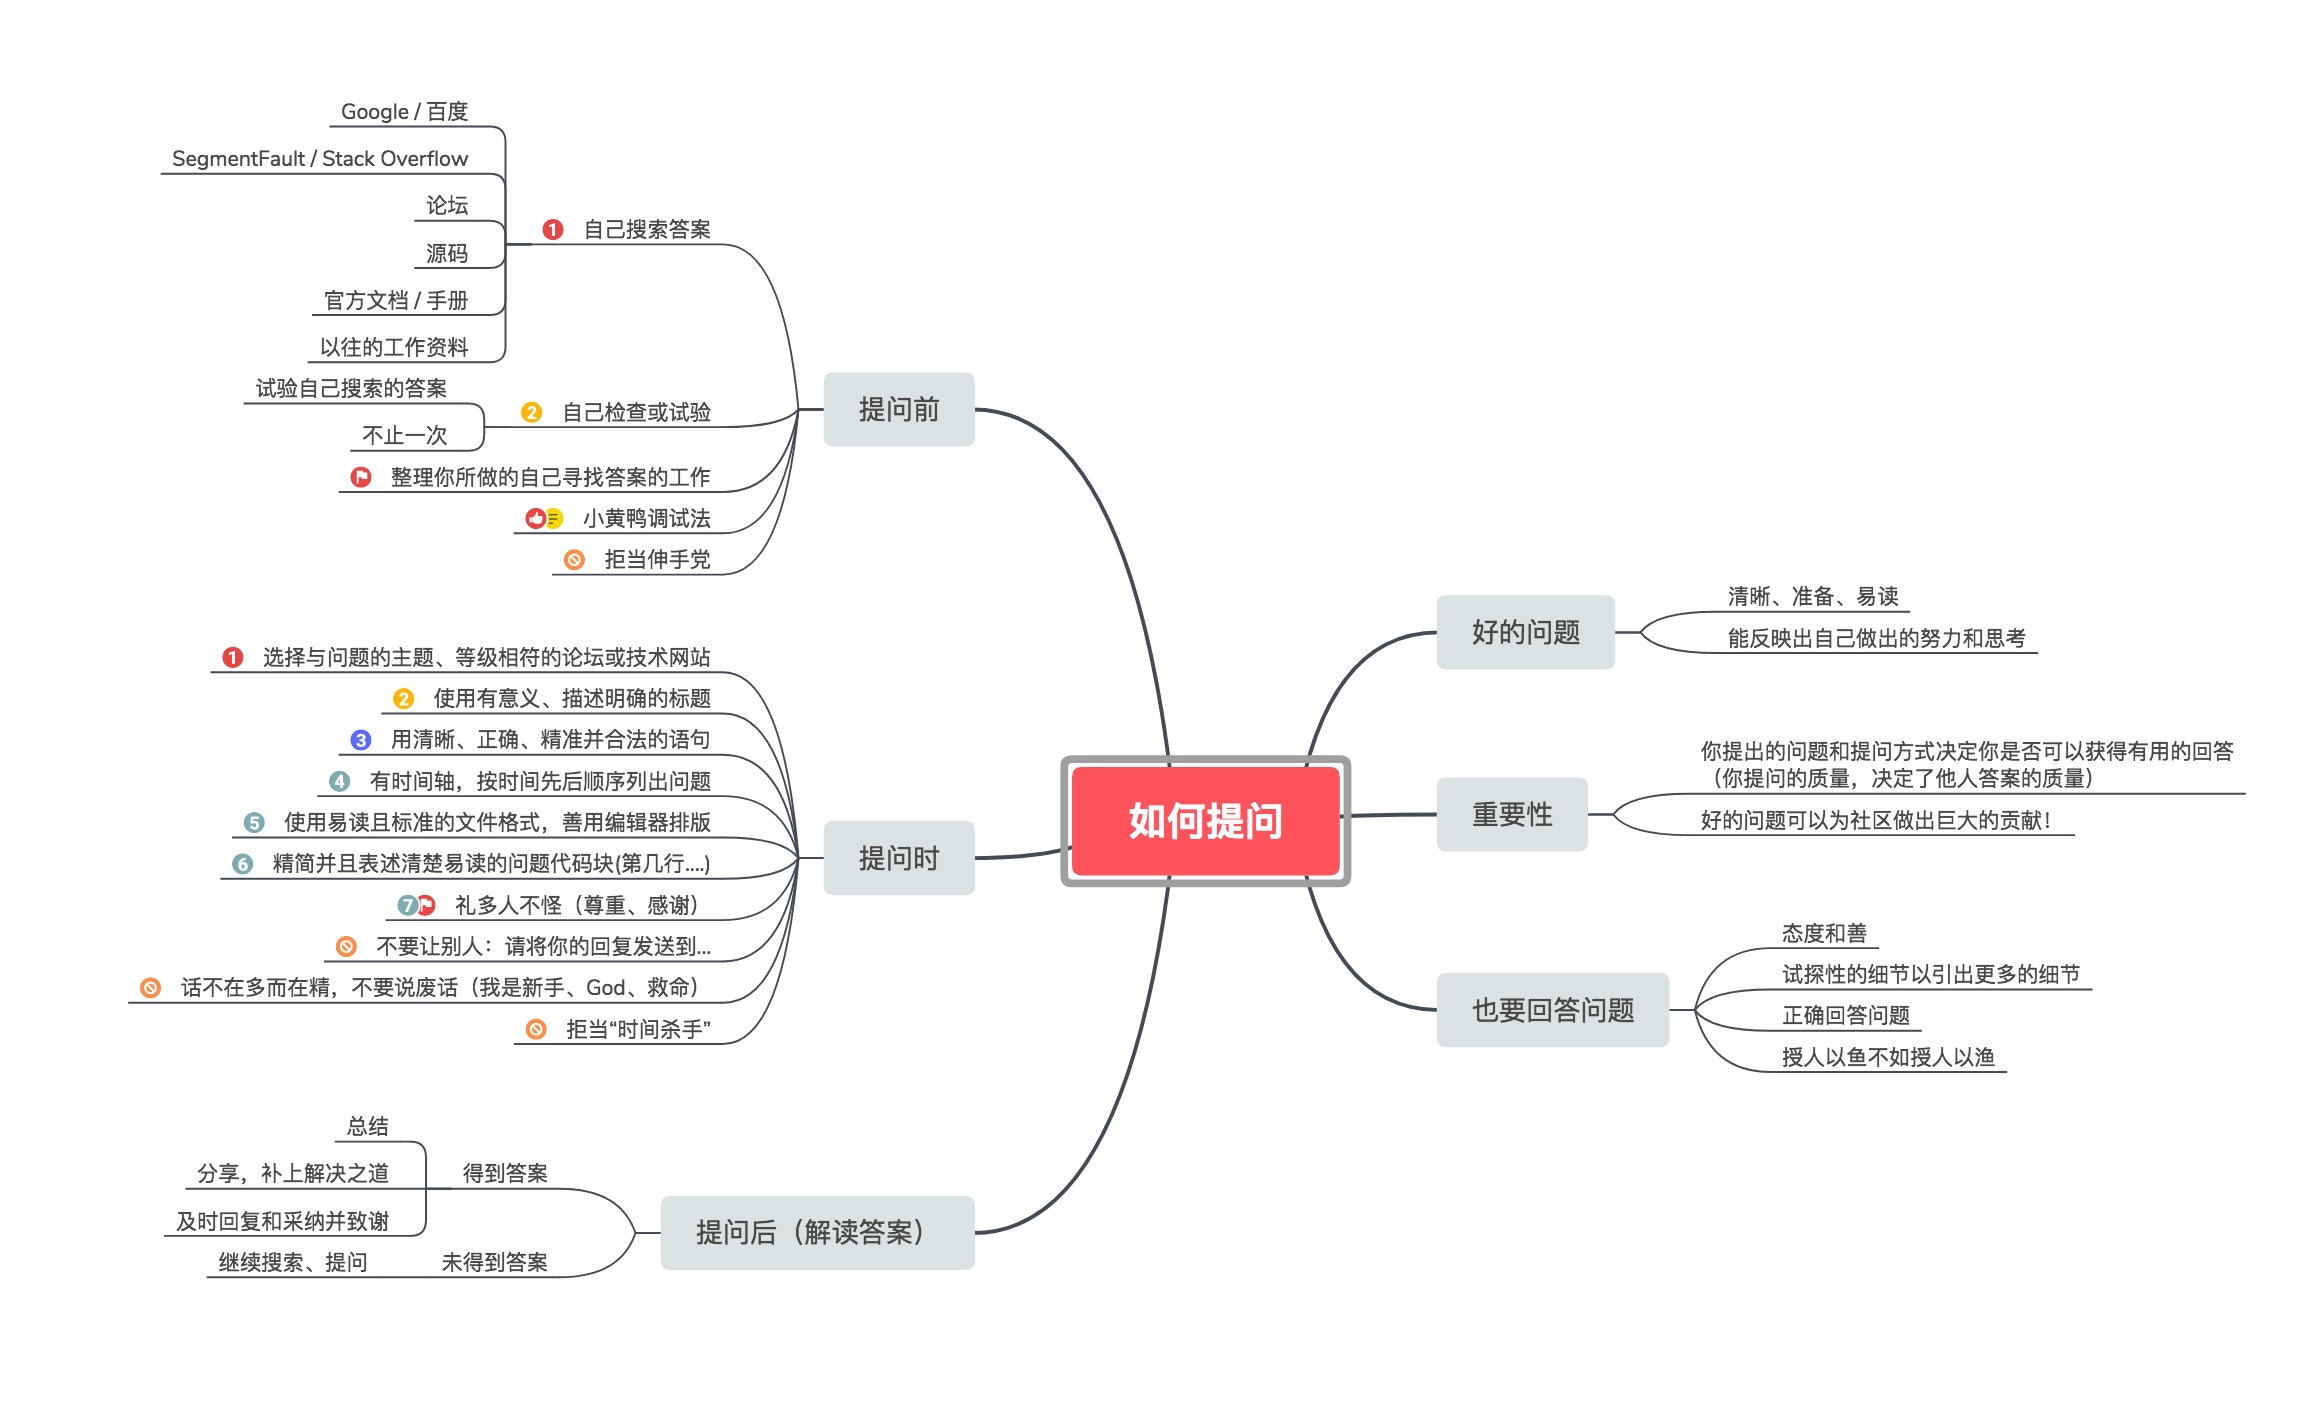 如何提问
提问前
1 自己搜索答案
Google / 百度
SegmentFault / Stack Overflow
论坛
源码
官方文档 / 手册
以往的工作资料
2 自己检查或试验
试验自己搜索的答案
不止一次
整理你所做的自己寻找答案的工作
小黄鸭调试法
拒当伸手党
提问时
1 选择与问题的主题、等级相符的论坛或技术网站
2 使用有意义、描述明确的标题
3 用清晰、正确、精准并合法的语句
4 有时间轴，按时间先后顺序列出问题
5 使用易读且标准的文件格式，善用编辑器排版
6 精简并且表述清楚易读的问题代码块(第几行....)
7 礼多人不怪（尊重、感谢）
不要让别人：请将你的回复发送到...
话不在多而在精，不要说废话（我是新手、God、救命）
拒当“时间杀手”
提问后（解读答案）
得到答案
总结
分享，补上解决之道
及时回复和采纳并致谢
未得到答案
继续搜索、提问
好的问题
清晰、准备、易读
能反映出自己做出的努力和思考
重要性
你提出的问题和提问方式决定你是否可以获得有用的回答
（你提问的质量，决定了他人答案的质量）
好的问题可以为社区做出巨大的贡献！
也要回答问题
态度和善
试探性的细节以引出更多的细节
正确回答问题
授人以鱼不如授人以渔